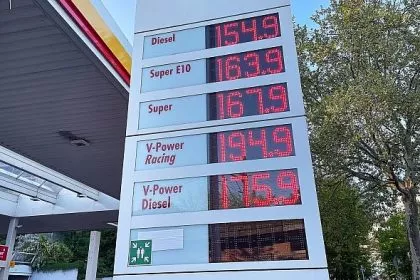 Diesel 154.9
Super E10 163.9
Super 167.9
V-Power
Racing 194.9
V-Power
Diesel 175.9